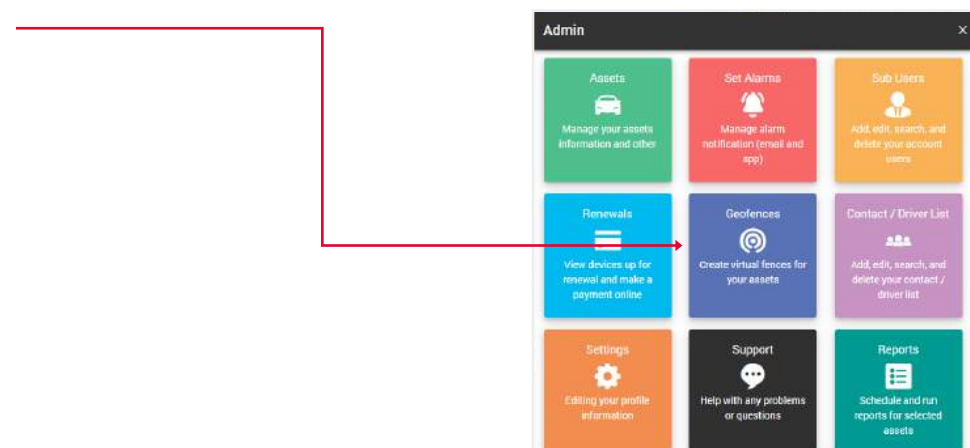 Admin
X
Assets
Manage your assets
information and other
Set Alarms
Manage alarm
notification (email and
app)
Sub Users
Add, edit, search, and
delete your account
users
Renewals
View devices up for
renewal and make a
payment online
Geofences
Create virtual fences for
your assets
Contact / Driver List
Add, edit, search, and
delete your contact /
driver list
Settings
Editing your profile
information
Support
Help with any problems
or questions
Reports
Schedule and run
reports for selected
assets